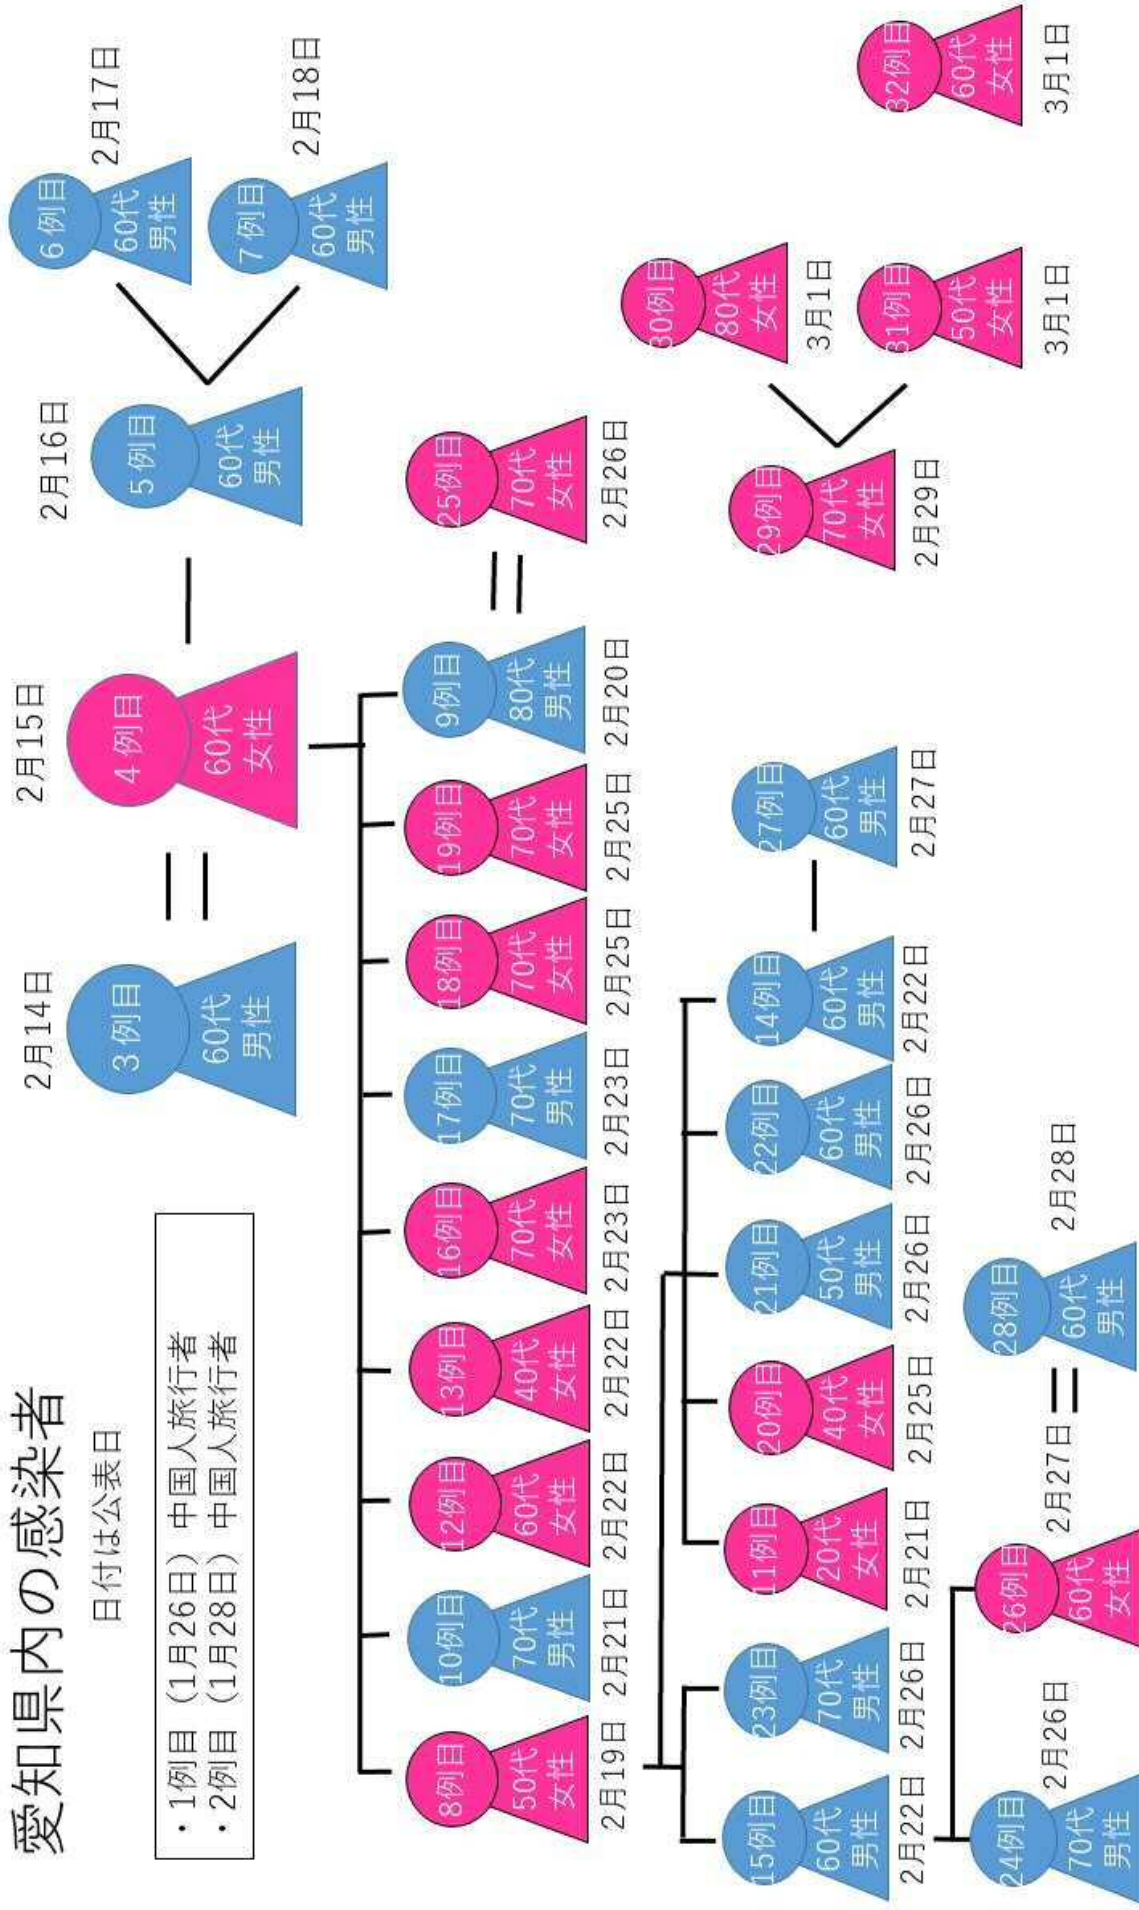 愛知県内の感染者
日付は公表日
・1例目（1月26日）中国人旅行者
・2例目（1月28日）中国人旅行者
2月14日
3例目
60代
男性
2月15日
4例目
60代
女性
2月16日
5例目
60代
男性
6例目
60代
男性
2月17日
7例目
60代
男性
2月18日
8例目
50代
女性
2月19日
10例目
70代
男性
2月21日
12例目
60代
女性
2月22日
13例目
40代
女性
2月22日
16例目
70代
女性
2月23日
17例目
70代
男性
2月23日
18例目
70代
女性
2月25日
19例目
70代
女性
2月25日
9例目
80代
男性
2月20日
25例目
70代
女性
2月26日
15例目
60代
男性
2月22日
23例目
70代
男性
2月26日
11例目
20代
女性
2月21日
20例目
40代
女性
2月25日
21例目
50代
男性
2月26日
22例目
60代
男性
2月26日
14例目
60代
男性
2月22日
27例目
60代
男性
2月27日
29例目
70代
女性
2月29日
30例目
80代
女性
3月1日
31例目
50代
女性
3月1日
32例目
60代
女性
3月1日
24例目
70代
男性
2月26日
26例目
60代
女性
2月27日
28例目
60代
男性
2月28日